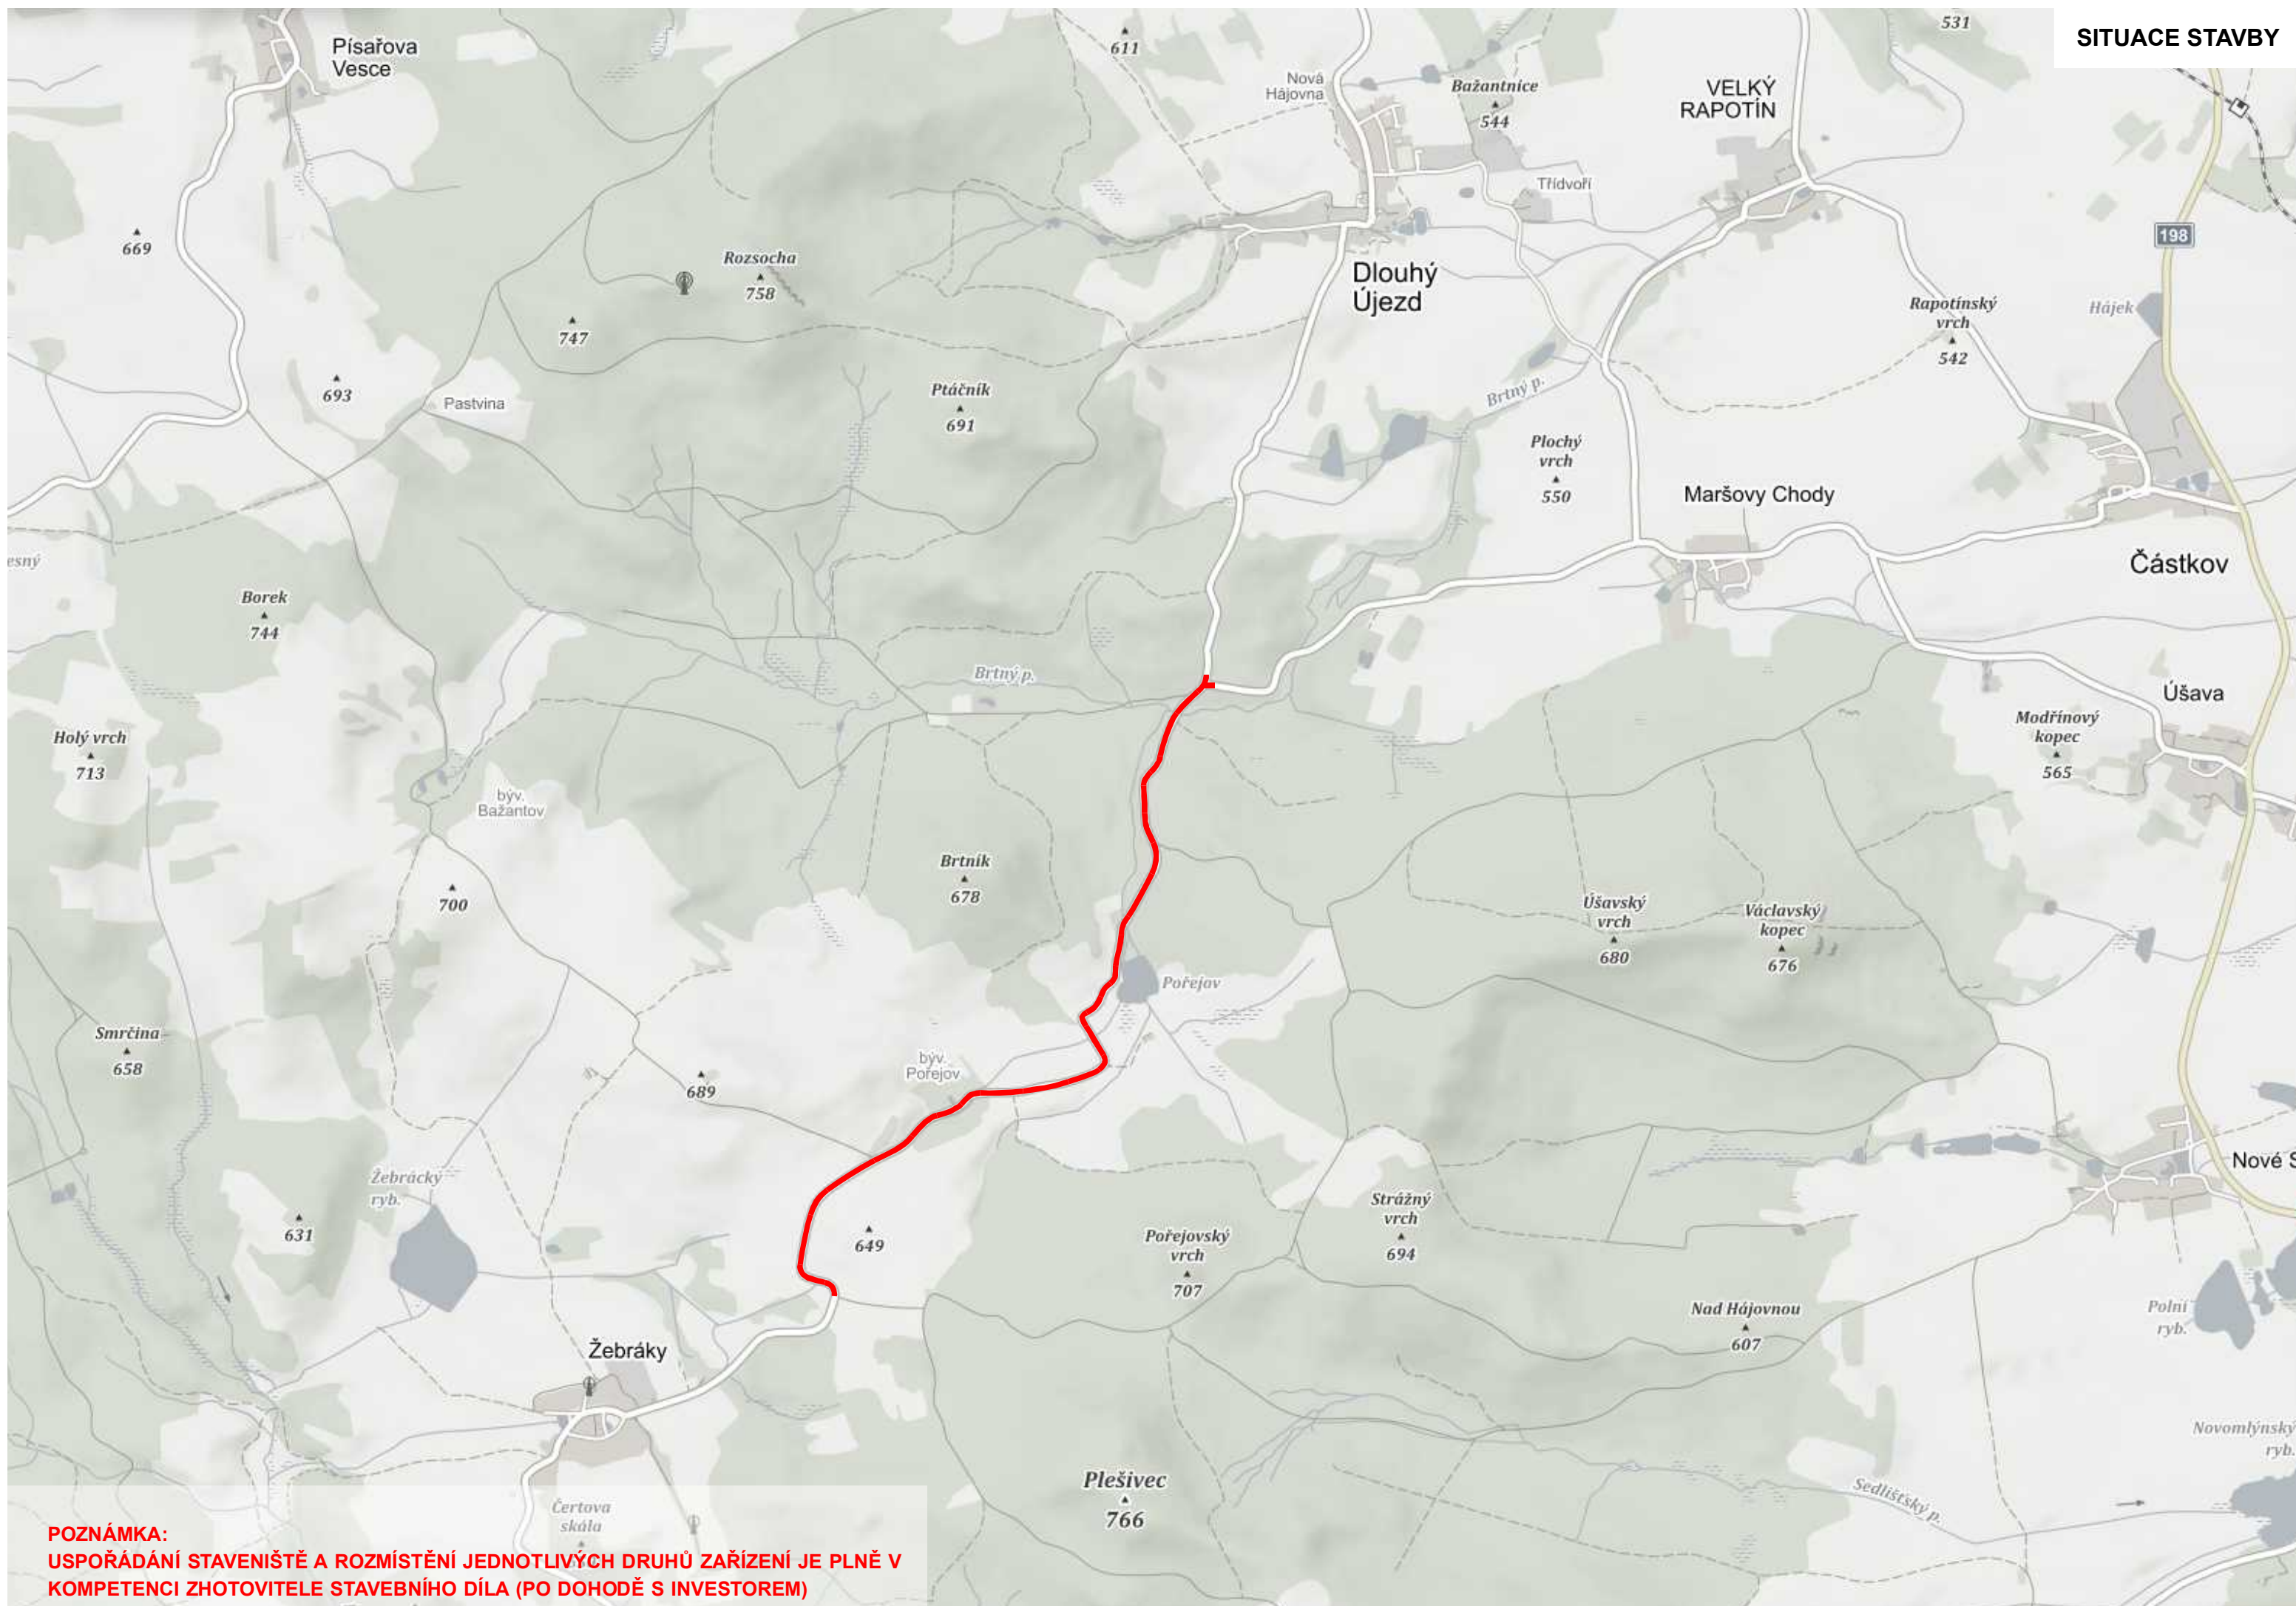 SITUACE STAVBY
531
Písařova
Vesce
611
Nová
Hájovna
Bažantnice
544
VELKÝ
RAPOTÍN
Třídvoří
669
198
Rozsocha
758
Dlouhý
Újezd
747
Rapotínský
vrch
542
Hájek
693
Pastvina
Ptáčník
691
Brtný p.
Plochý
vrch
550
Maršovy Chody
esný
Částkov
Borek
744
Brtný p.
Úšava
Holý vrch
713
Modřínový
kopec
565
býv.
Bažantov
Brtník
678
700
Úšavský
vrch
680
Václavský
kopec
676
Pořejov
Smrčina
658
býv.
Pořejov
689
Nové S
Žebrácký
ryb.
631
649
Strážný
vrch
694
Pořejovský
vrch
707
Nad Hájovnou
607
Polní
ryb.
Žebráky
Novomlýnský
ryb.
Plešivec
766
Sedlišťský p.
Čertova
skála
POZNÁMKA:
USPOŘÁDÁNÍ STAVENIŠTĚ A ROZMÍSTĚNÍ JEDNOTLIVÝCH DRUHŮ ZAŘÍZENÍ JE PLNĚ V
KOMPETENCI ZHOTOVITELE STAVEBNÍHO DÍLA (PO DOHODĚ S INVESTOREM)